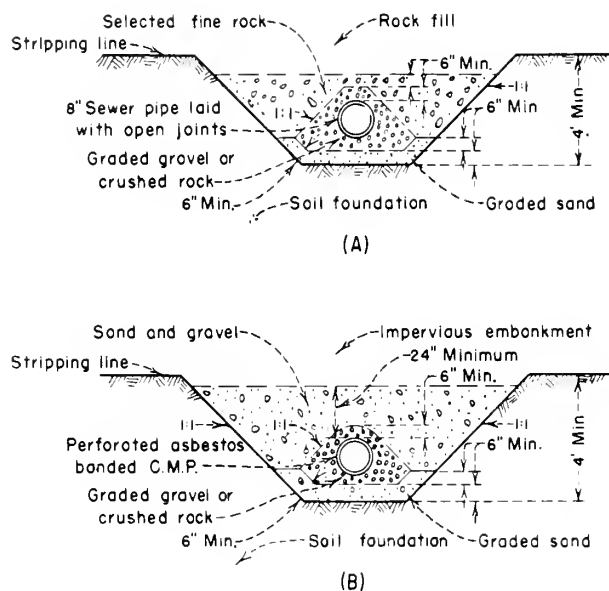 Selected fine rock
Rock fill
Stripping line
6" Min.
1:1
1:1
6" Min
4' Min
8" Sewer pipe laid
with open joints
Graded gravel or
crushed rock
6" Min.
Soil foundation
Graded sand
(A)
Sand and gravel
Impervious embankment
Stripping line
24" Minimum
6" Min.
1:1
1:1
1:1
6" Min.
4' Min
Perforated asbestos
bonded C.M.P.
Graded gravel or
crushed rock
6" Min.
Soil foundation
Graded sand
(B)